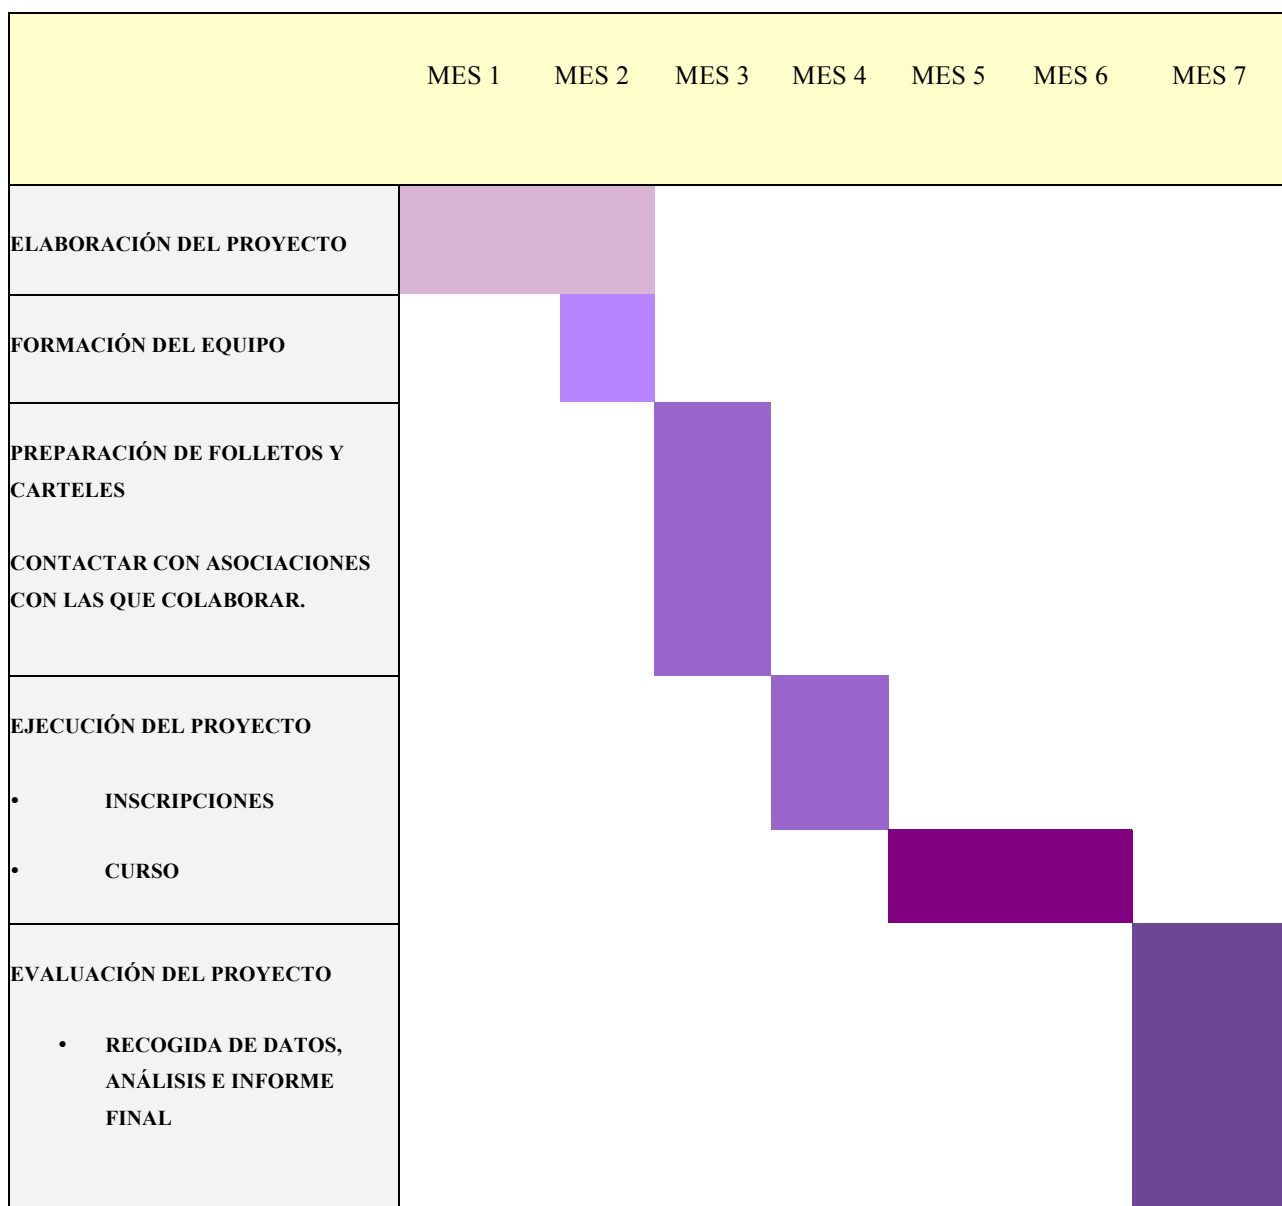 MES 1 MES 2 MES 3 MES 4 MES 5 MES 6 MES 7
ELABORACIÓN DEL PROYECTO
FORMACIÓN DEL EQUIPO
PREPARACIÓN DE FOLLETOS Y
CARTELES
CONTACTAR CON ASOCIACIONES
CON LAS QUE COLABORAR.
EJECUCIÓN DEL PROYECTO
• INSCRIPCIONES
• CURSO
EVALUACIÓN DEL PROYECTO
• RECOGIDA DE DATOS,
ANÁLISIS E INFORME
FINAL